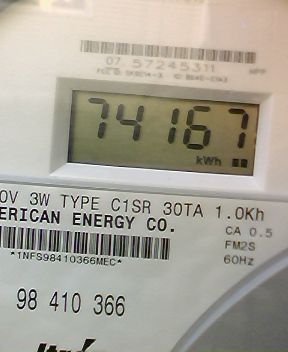 07 57245311
74167
kWh
0V 3W TYPE C1SR 30TA 1.0Kh
ERICAN ENERGY CO.
CA 0.5
FM2S
*1NFS98410366MEC*
60Hz
98 410 366